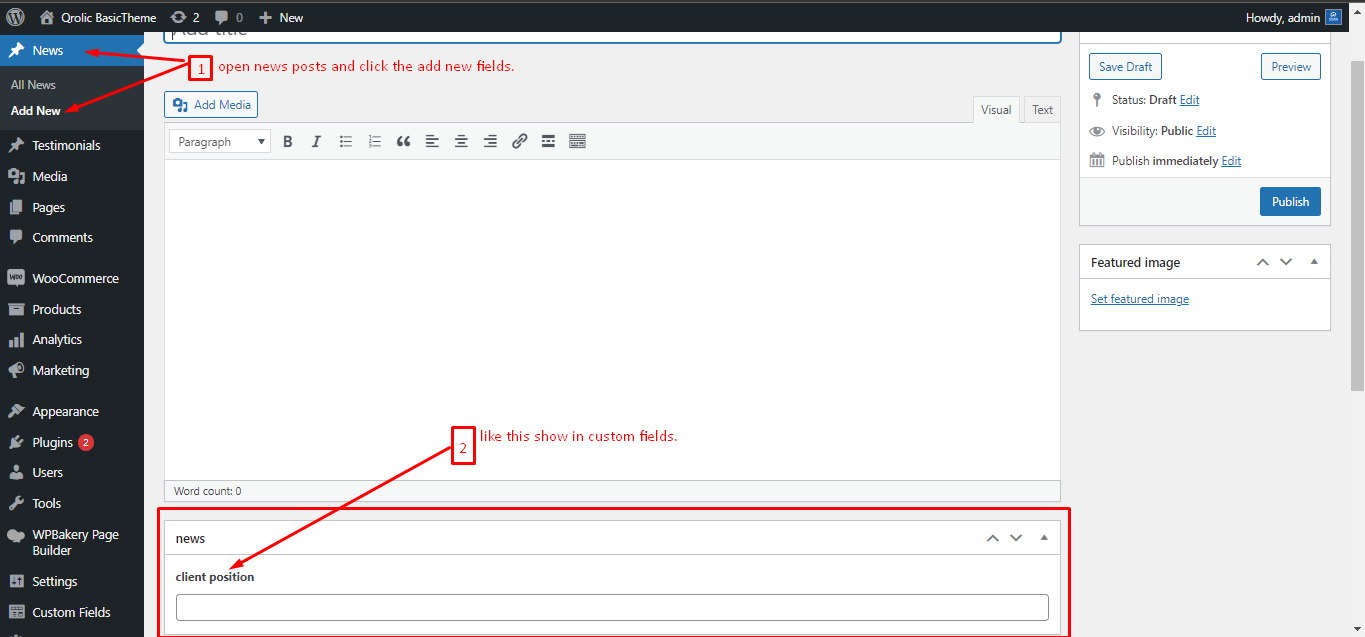 Qrolic BasicTheme 2 0 New Howdy, admin
News
All News
Add New
Testimonials
Media
Pages
Comments
WooCommerce
Products
Analytics
Marketing
Appearance
Plugins 2
Users
Tools
WPBakery Page
Builder
Settings
Custom Fields
Add title
1 open news posts and click the add new fields.
Add Media
Visual Text
Paragraph B I
2 like this show in custom fields.
Word count: 0
news
client position
Save Draft Preview
Status: Draft Edit
Visibility: Public Edit
Publish immediately Edit
Publish
Featured image
Set featured image